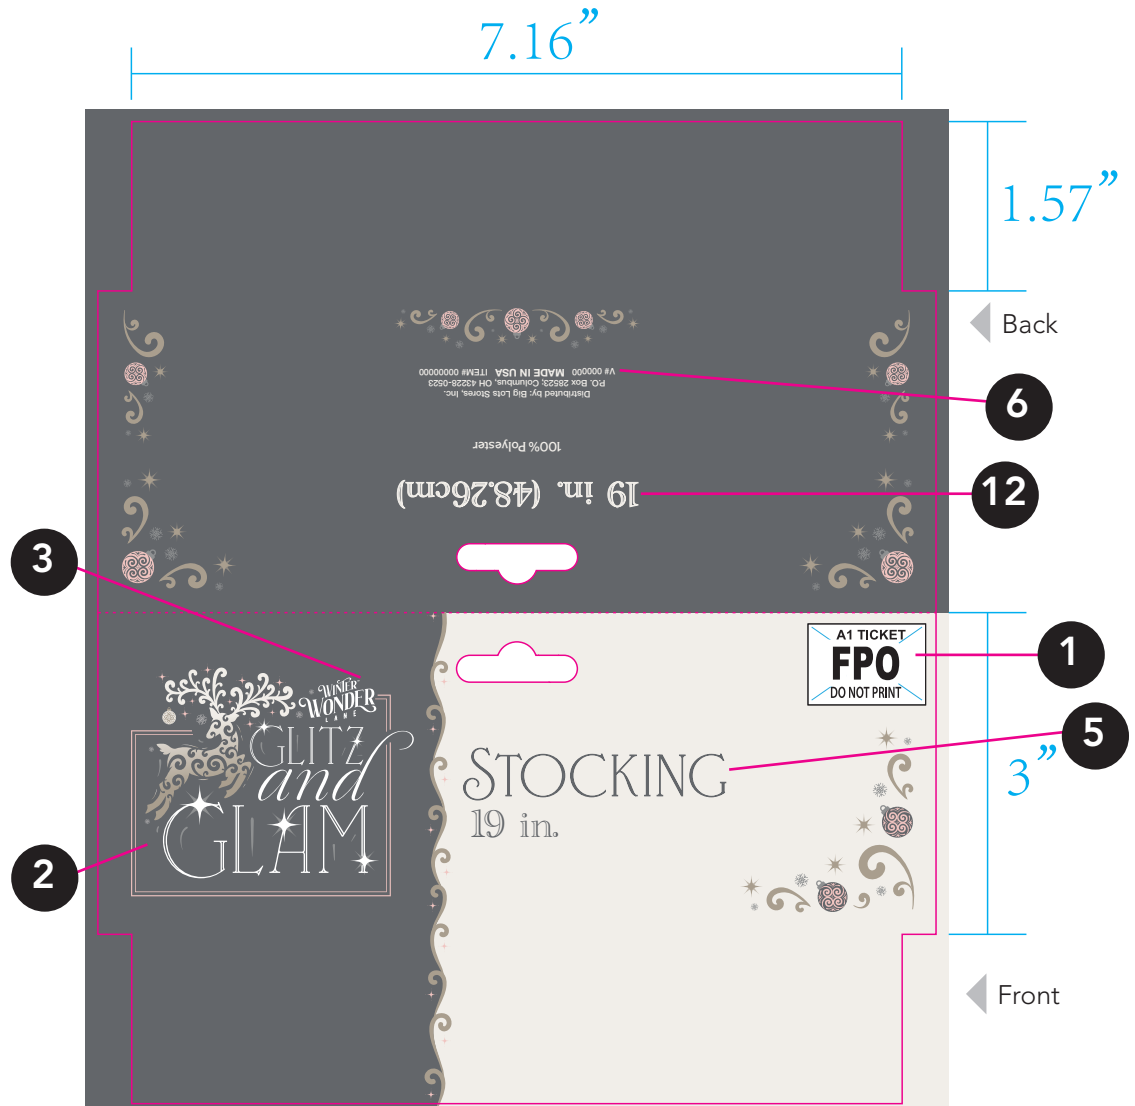 7.16”
1.57”
Back
V# 000000 MADE IN USA ITEM# 0000000
P.O. Box 28523; Columbus, OH 43228-0523
Distributed by: Big Lots Stores, Inc.
6
100% Polyester
19 in. (48.26cm)
12
3
A1 TICKET
FPO
DO NOT PRINT
1
WINTER
WONDER
LANE
GLITZ
and
GLAM
STOCKING
19 in.
5
3”
2
Front